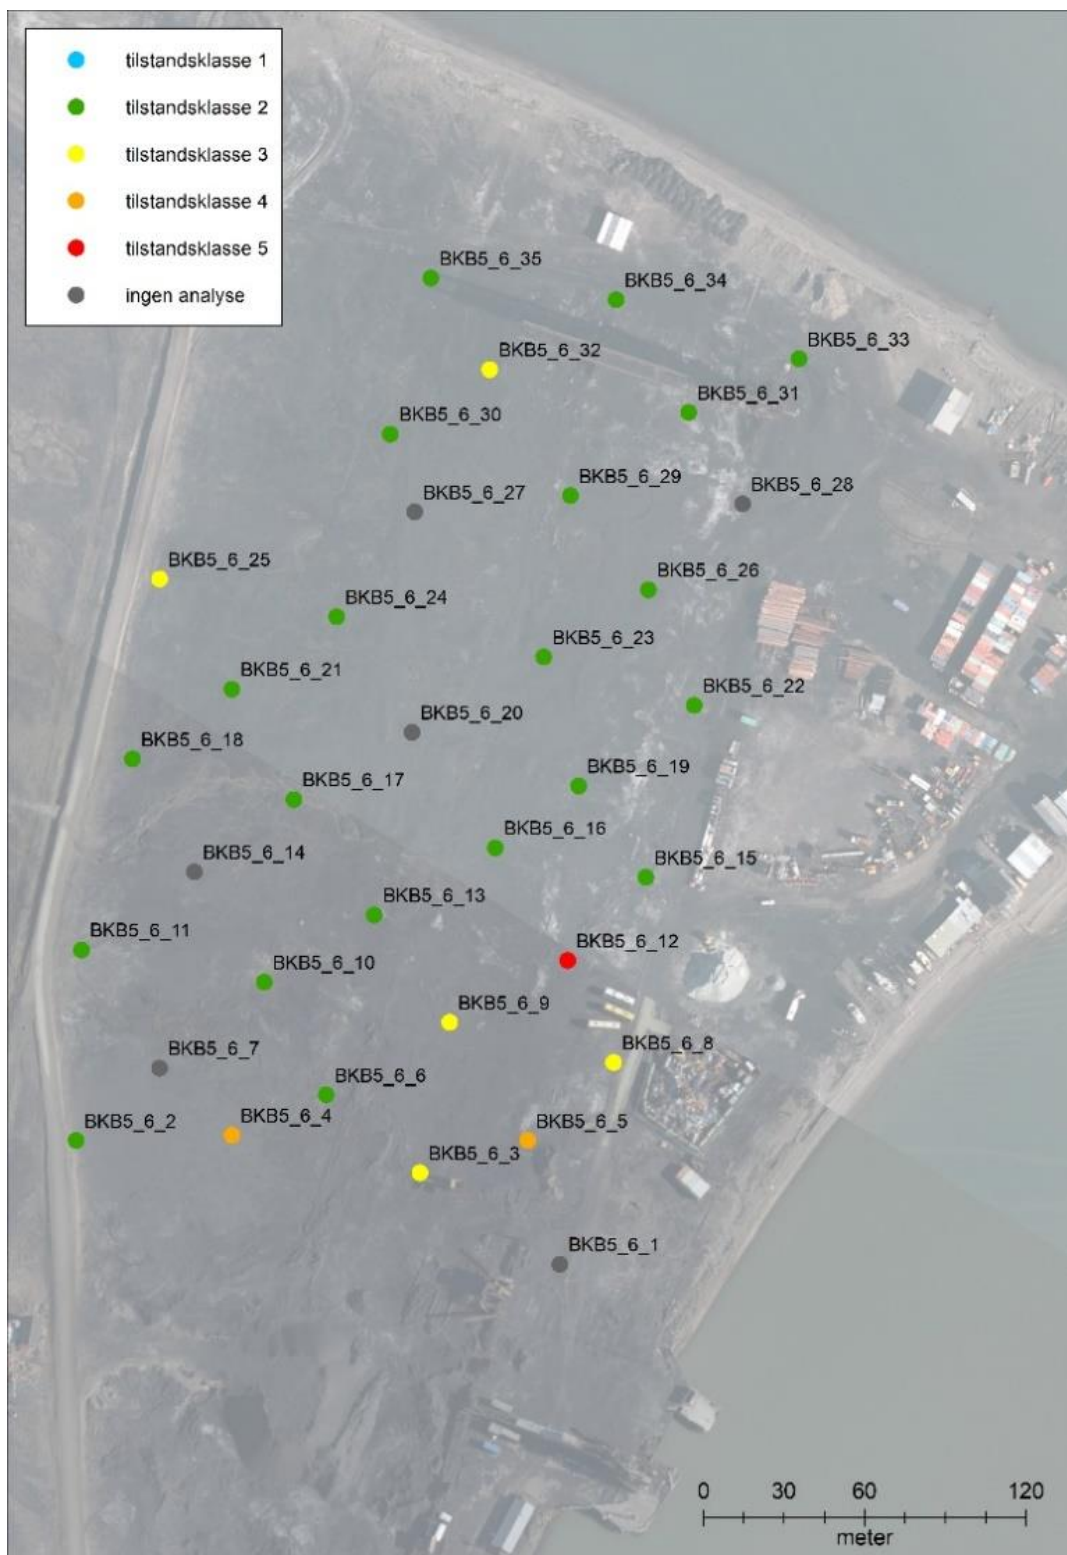 tilstandsklasse 1
tilstandsklasse 2
tilstandsklasse 3
tilstandsklasse 4
tilstandsklasse 5
ingen analyse
BKB5_6_35
BKB5_6_34
BKB5_6_33
BKB5_6_32
BKB5_6_31
BKB5_6_30
BKB5_6_29
BKB5_6_28
BKB5_6_27
BKB5_6_25
BKB5_6_26
BKB5_6_24
BKB5_6_23
BKB5_6_21
BKB5_6_22
BKB5_6_20
BKB5_6_18
BKB5_6_19
BKB5_6_17
BKB5_6_16
BKB5_6_14
BKB5_6_15
BKB5_6_13
BKB5_6_11
BKB5_6_12
BKB5_6_10
BKB5_6_9
BKB5_6_8
BKB5_6_7
BKB5_6_6
BKB5_6_4
BKB5_6_5
BKB5_6_2
BKB5_6_3
BKB5_6_1
0 30 60 120
meter